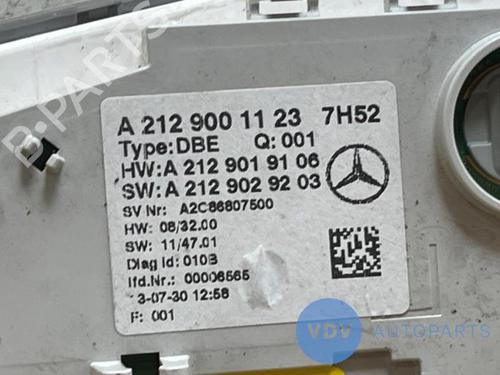 A 212 900 11 23 7H52
Type:DBE Q:001
HW:A 212 901 91 06
SW:A 212 902 92 03
SV Nr: A2C86807500
HW: 08/32.00
SW: 11/47.01
Diag Id: 010B
lfd.Nr.: 00006565
3-07-30 12:58
F: 001
B-PARTS
VDV AUTOPARTS